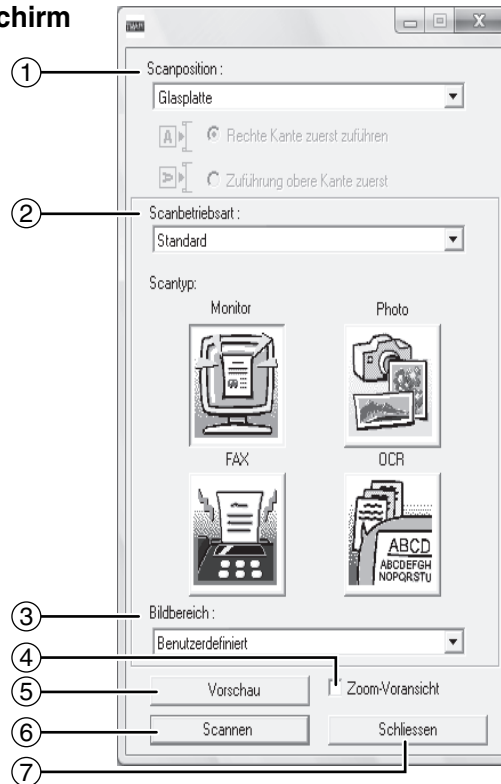 chirm
①
Scanposition :
Glasplatte
A
Rechte Kante zuerst zuführen
A
Zuführung obere Kante zuerst
②
Scanbetriebsart :
Standard
Scantyp:
Monitor Photo
FAX OCR
ABCD
ABCDEFGH
NOPQRSTU
③
Bildbereich :
Benutzerdefiniert
④
⑤ Vorschau Zoom-Voransicht
⑥ Scannen Schliessen
⑦